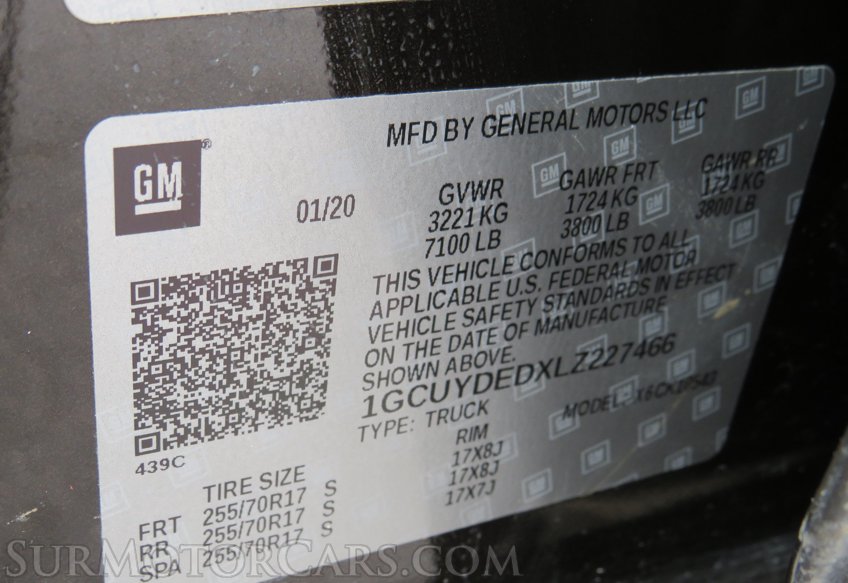 GM
®
MFD BY GENERAL MOTORS LLC
01/20
GVWR GAWR FRT GAWR RR
3221 KG 1724 KG 1724 KG
7100 LB 3800 LB 3800 LB
THIS VEHICLE CONFORMS TO ALL
APPLICABLE U.S. FEDERAL MOTOR
VEHICLE SAFETY STANDARDS IN EFFECT
ON THE DATE OF MANUFACTURE
SHOWN ABOVE.
1GCUYDEDXLZ227466
TYPE: TRUCK MODEL:
439C
TIRE SIZE RIM
FRT 255/70R17 S 17X8J
RR 255/70R17 S 17X8J
SPA 255/70R17 S 17X7J
SurMotorCars.com